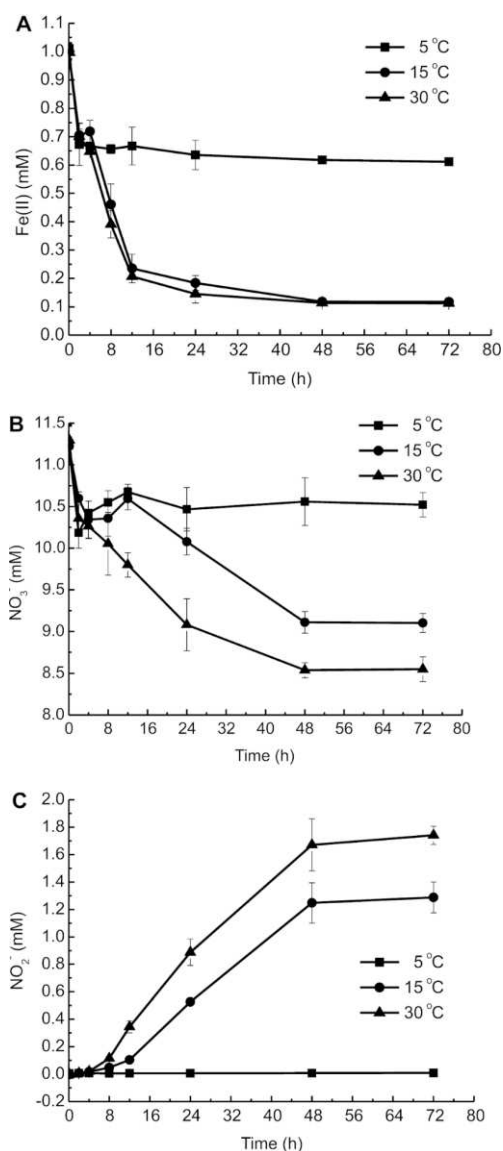 A
1.1
1.0
0.9
0.8
0.7
0.6
0.5
0.4
0.3
0.2
0.1
0.0
Fe(II) (mM)
5 °C
15 °C
30 °C
0 8 16 24 32 40 48 56 64 72 80
Time (h)
B
11.5
11.0
10.5
10.0
9.5
9.0
8.5
8.0
NO₃⁻ (mM)
5 °C
15 °C
30 °C
0 8 16 24 32 40 48 56 64 72 80
Time (h)
C
2.0
1.8
1.6
1.4
1.2
1.0
0.8
0.6
0.4
0.2
0.0
-0.2
NO₂⁻ (mM)
5 °C
15 °C
30 °C
0 8 16 24 32 40 48 56 64 72 80
Time (h)